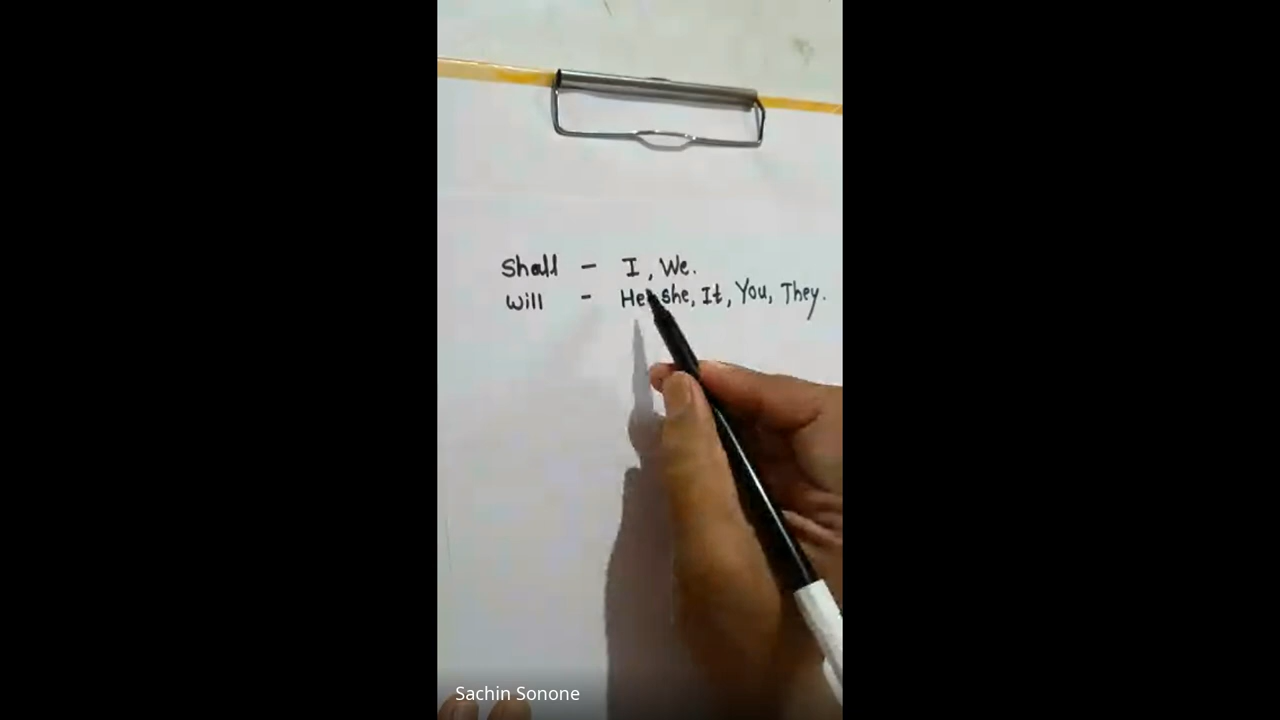 Shall - I, We.
Will - He, she, It, You, They.
Sachin Sonone